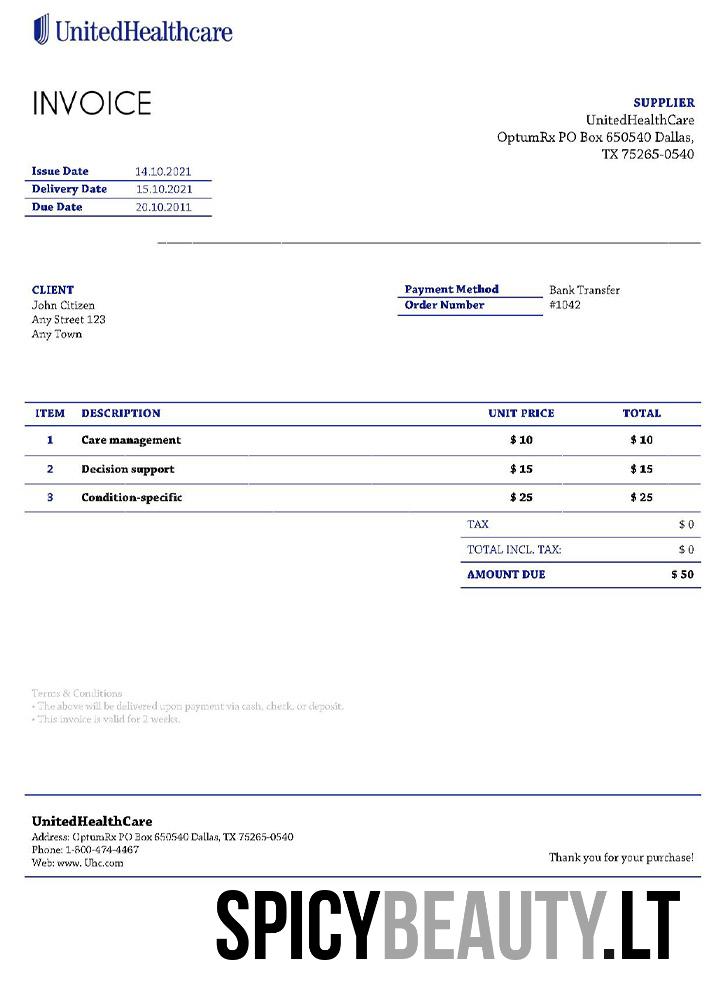 UnitedHealthcare
INVOICE
SUPPLIER
UnitedHealthCare
OptumRx PO Box 650540 Dallas,
TX 75265-0540
Issue Date 14.10.2021
Delivery Date 15.10.2021
Due Date 20.10.2011
CLIENT
John Citizen
Any Street 123
Any Town
Payment Method Bank Transfer
Order Number #1042
ITEM DESCRIPTION UNIT PRICE TOTAL
1 Care management $ 10 $ 10
2 Decision support $ 15 $ 15
3 Condition-specific $ 25 $ 25
TAX $ 0
TOTAL INCL. TAX: $ 0
AMOUNT DUE $ 50
Terms & Conditions
• The above will be delivered upon payment via cash, check, or deposit.
• This invoice is valid for 2 weeks.
UnitedHealthCare
Address: OptumRx PO Box 650540 Dallas, TX 75265-0540
Phone: 1-800-474-4467
Web: www. Uhc.com
Thank you for your purchase!
SPICYBEAUTY.LT